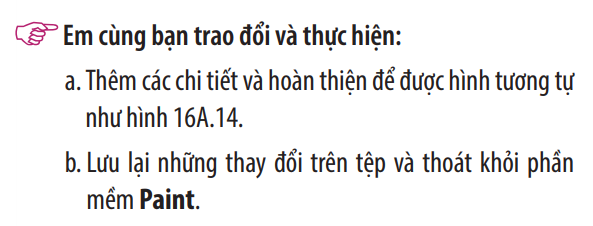 Em cùng bạn trao đổi và thực hiện:
a. Thêm các chi tiết và hoàn thiện để được hình tương tự
như hình 16A.14.
b. Lưu lại những thay đổi trên tệp và thoát khỏi phần
mềm Paint.